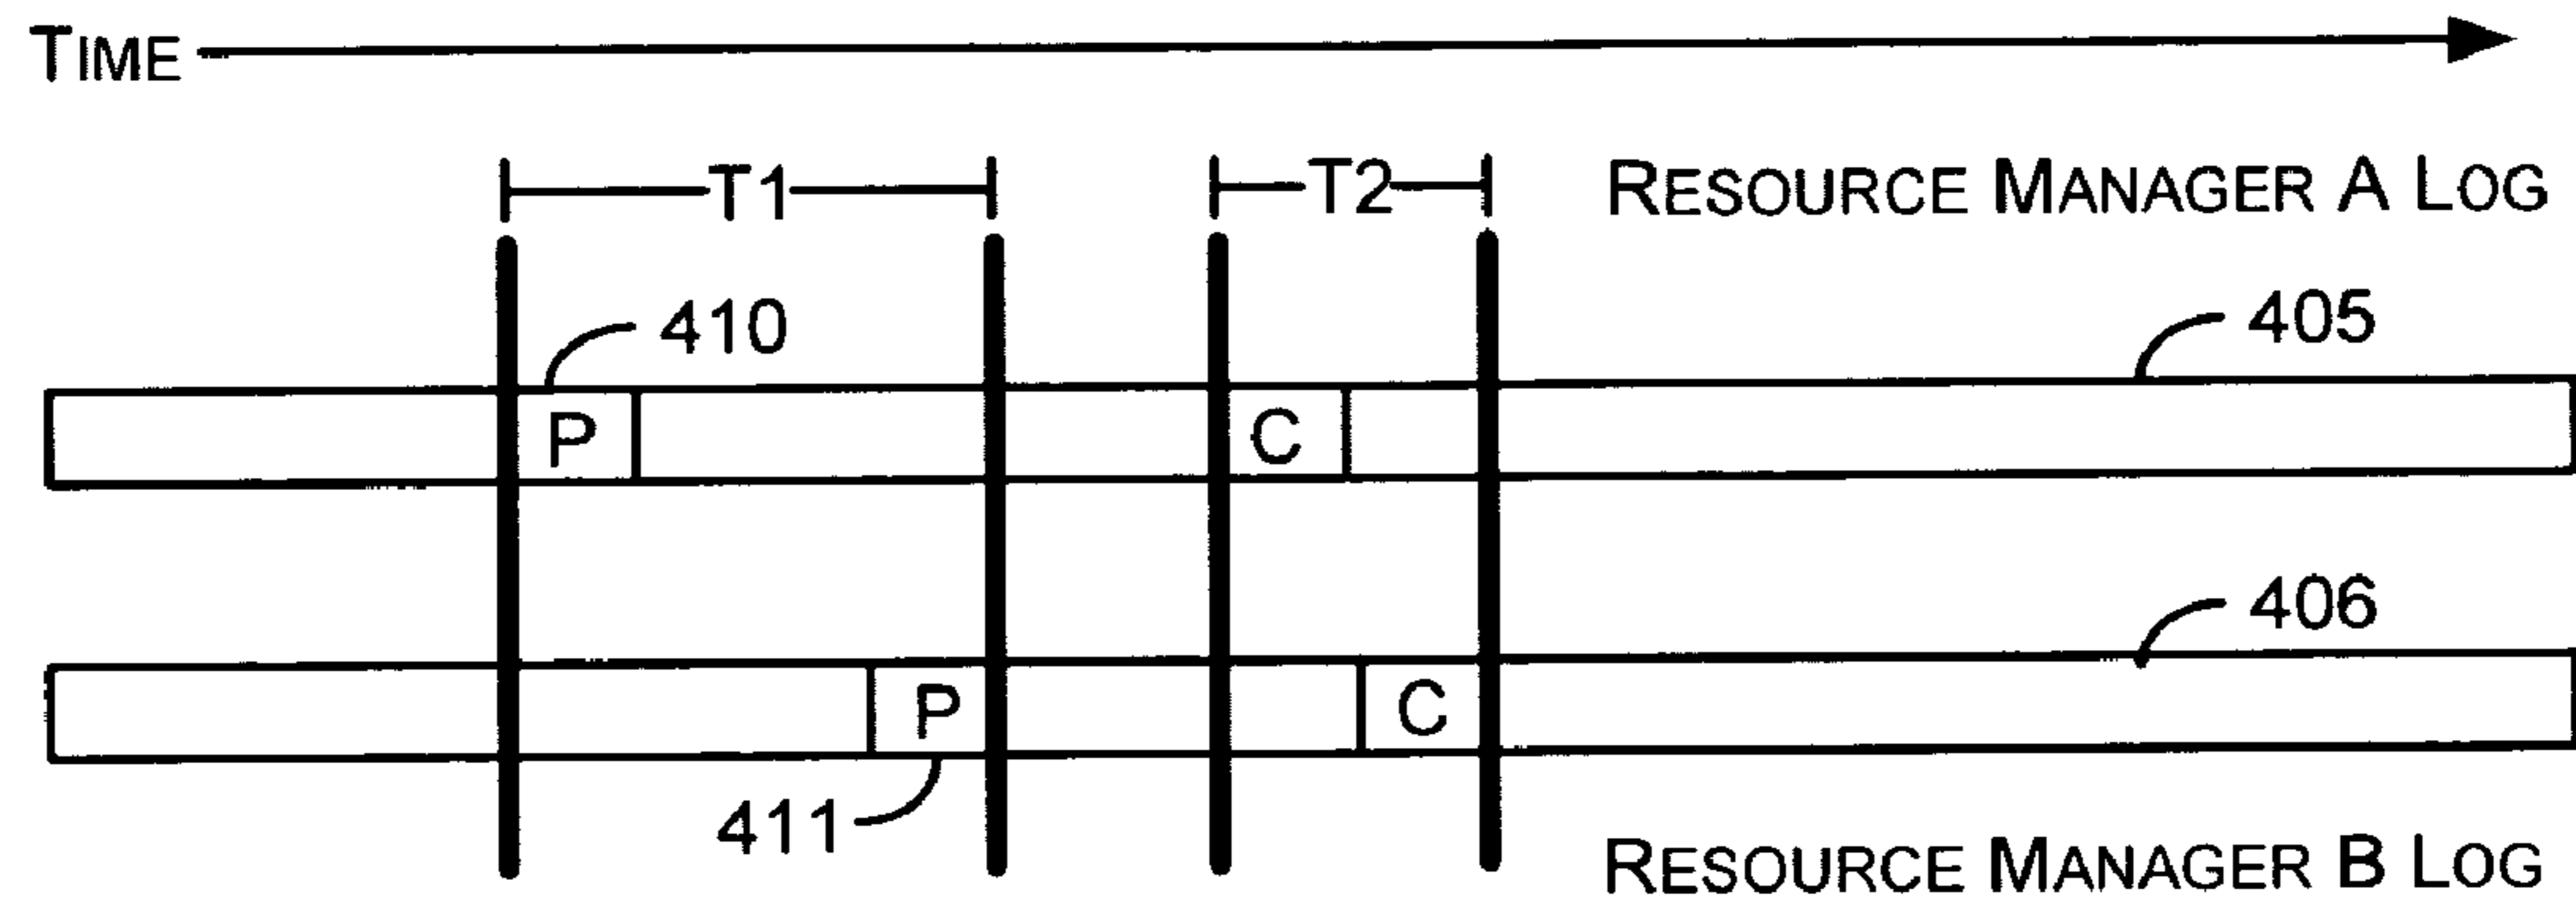 TIME
T1 T2 RESOURCE MANAGER A LOG
410 405
P C
406
P C
411
RESOURCE MANAGER B LOG